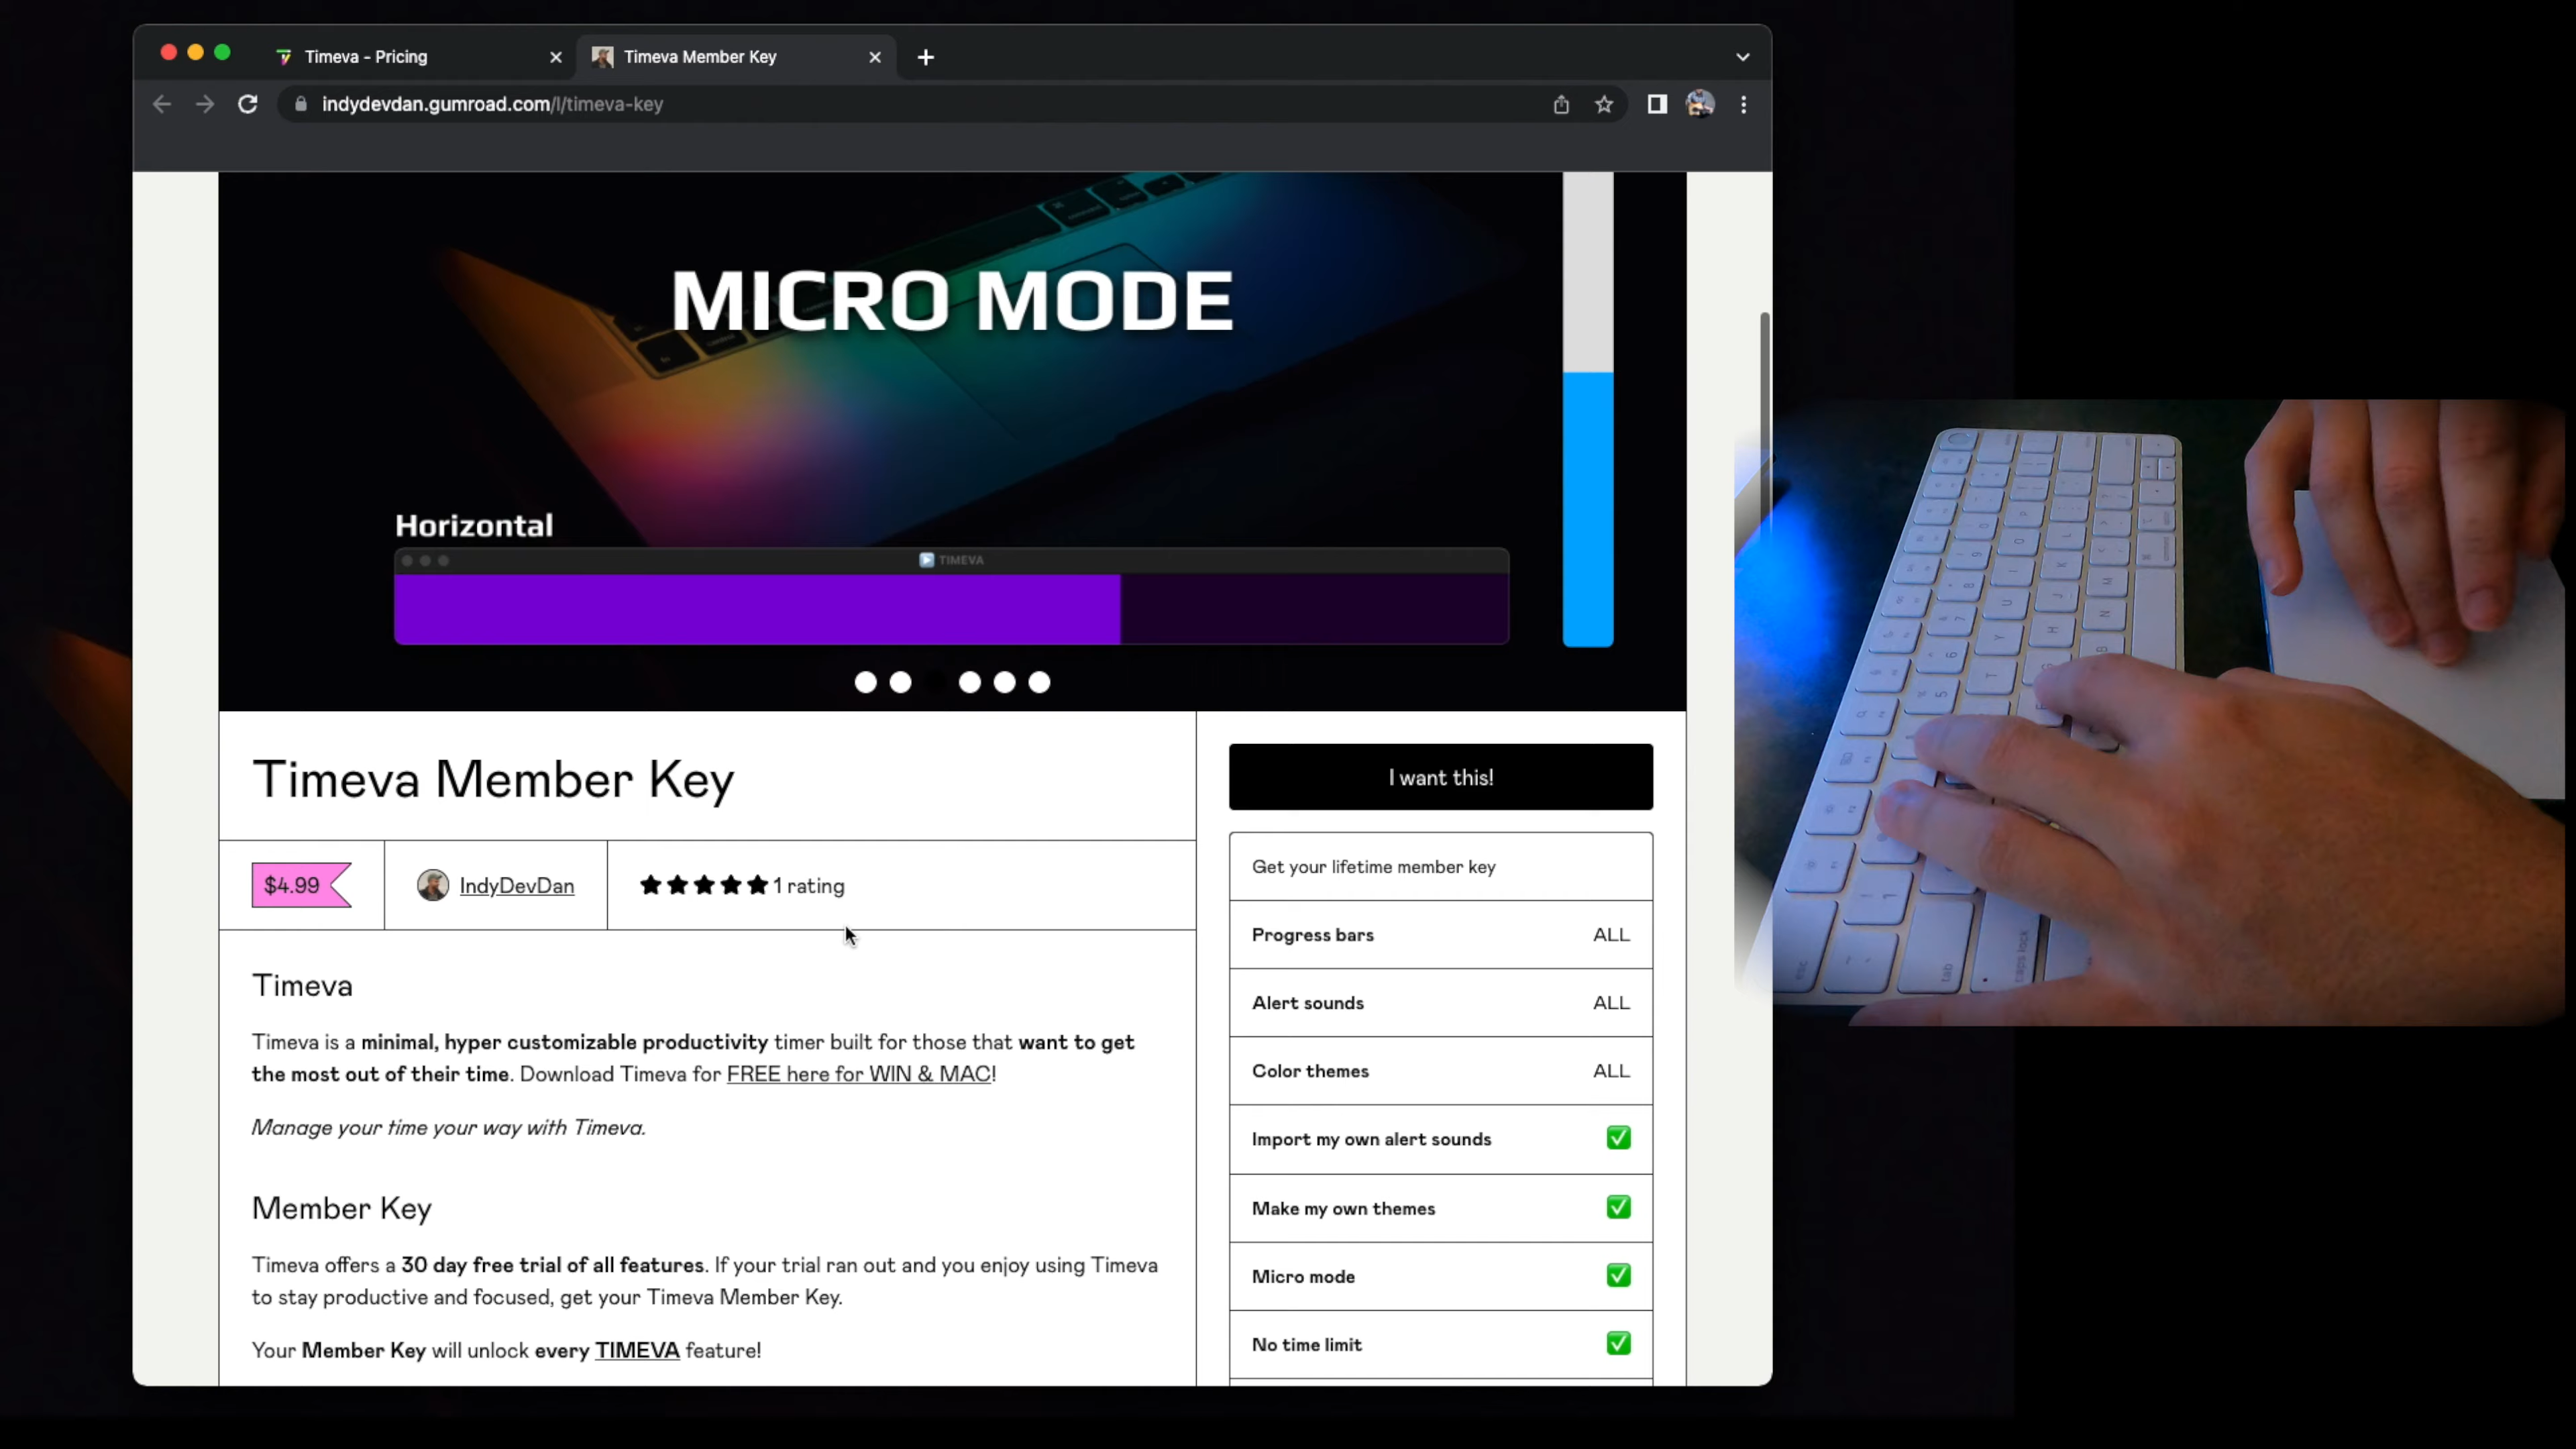 Timeva - Pricing
Timeva Member Key
indydevdan.gumroad.com/l/timeva-key
MICRO MODE
Horizontal
TIMEVA
Timeva Member Key
I want this!
$4.99
IndyDevDan
1 rating
Get your lifetime member key
Progress bars ALL
Alert sounds ALL
Color themes ALL
Import my own alert sounds
Make my own themes
Micro mode
No time limit
Timeva
Timeva is a minimal, hyper customizable productivity timer built for those that want to get
the most out of their time. Download Timeva for FREE here for WIN & MAC!
Manage your time your way with Timeva.
Member Key
Timeva offers a 30 day free trial of all features. If your trial ran out and you enjoy using Timeva
to stay productive and focused, get your Timeva Member Key.
Your Member Key will unlock every TIMEVA feature!
esc
tab
caps lock